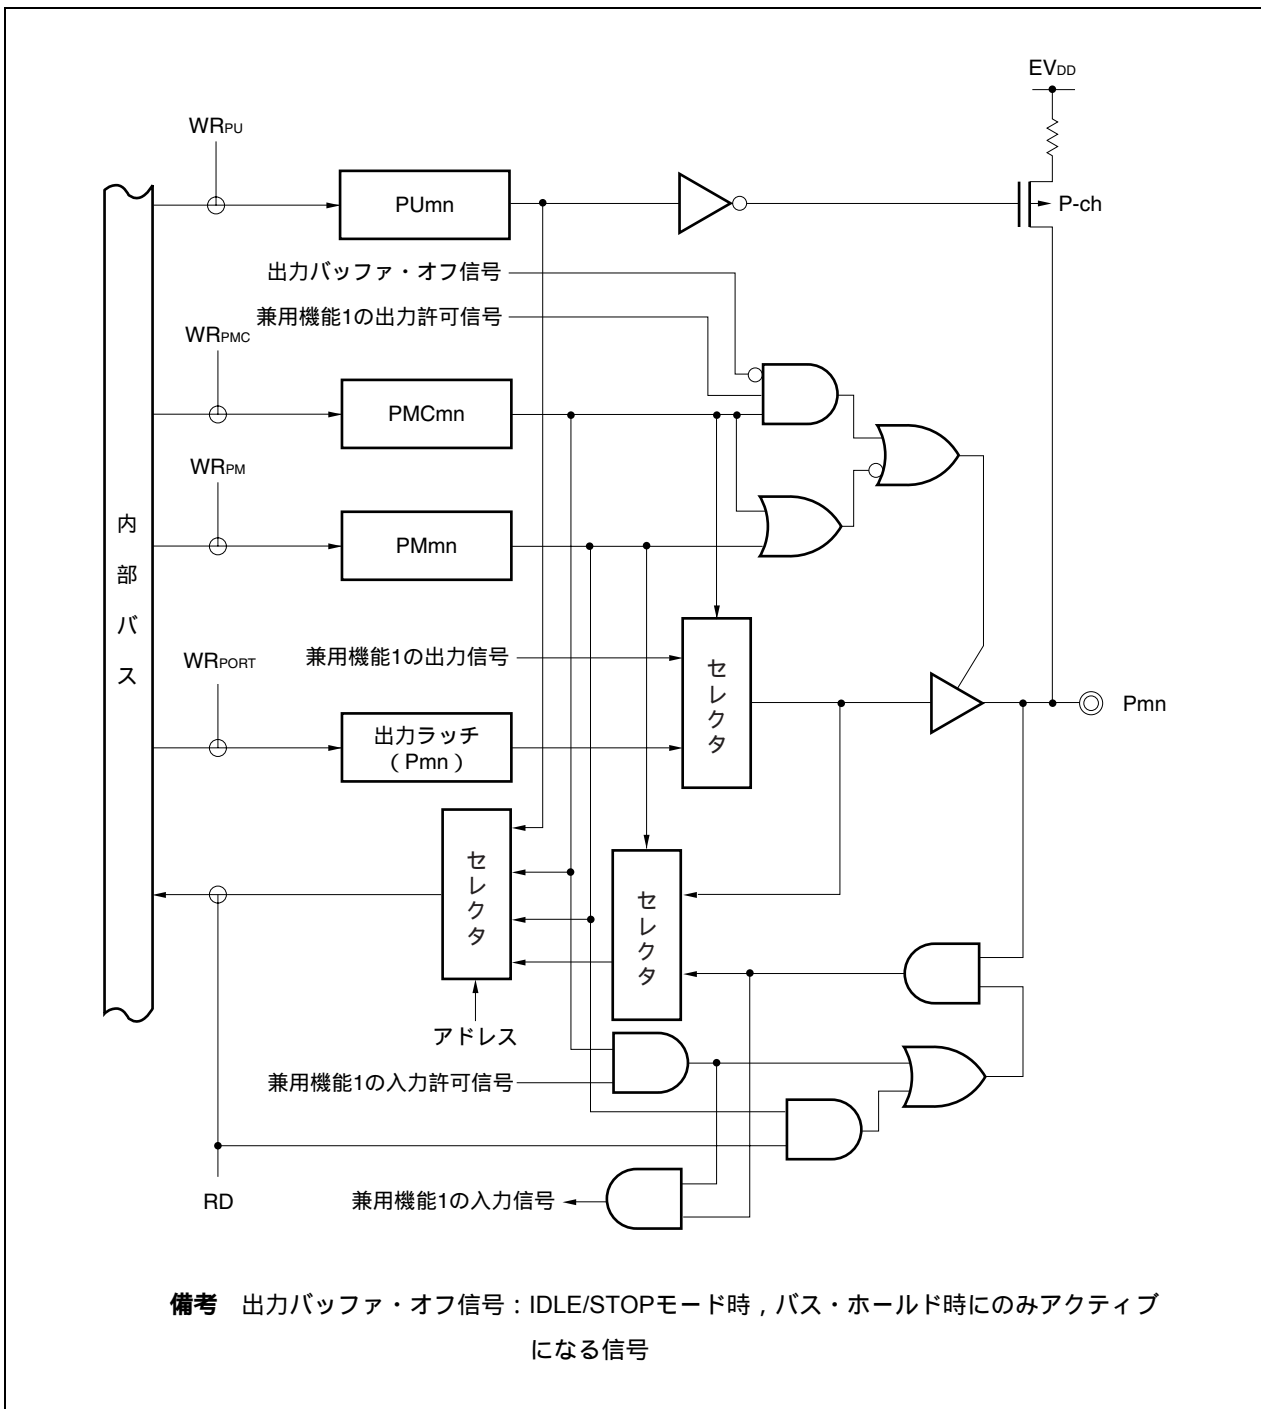 EVDD
WRPU
PUmn
P-ch
出力バッファ・オフ信号
兼用機能1の出力許可信号
WRPMC
PMCmn
WRPM
PMmn
内部バス
WRPORT
兼用機能1の出力信号
セレクタ
Pmn
出力ラッチ
（Pmn）
セレクタ
セレクタ
アドレス
兼用機能1の入力許可信号
RD
兼用機能1の入力信号
備考 出力バッファ・オフ信号：IDLE/STOPモード時，バス・ホールド時にのみアクティブ
になる信号